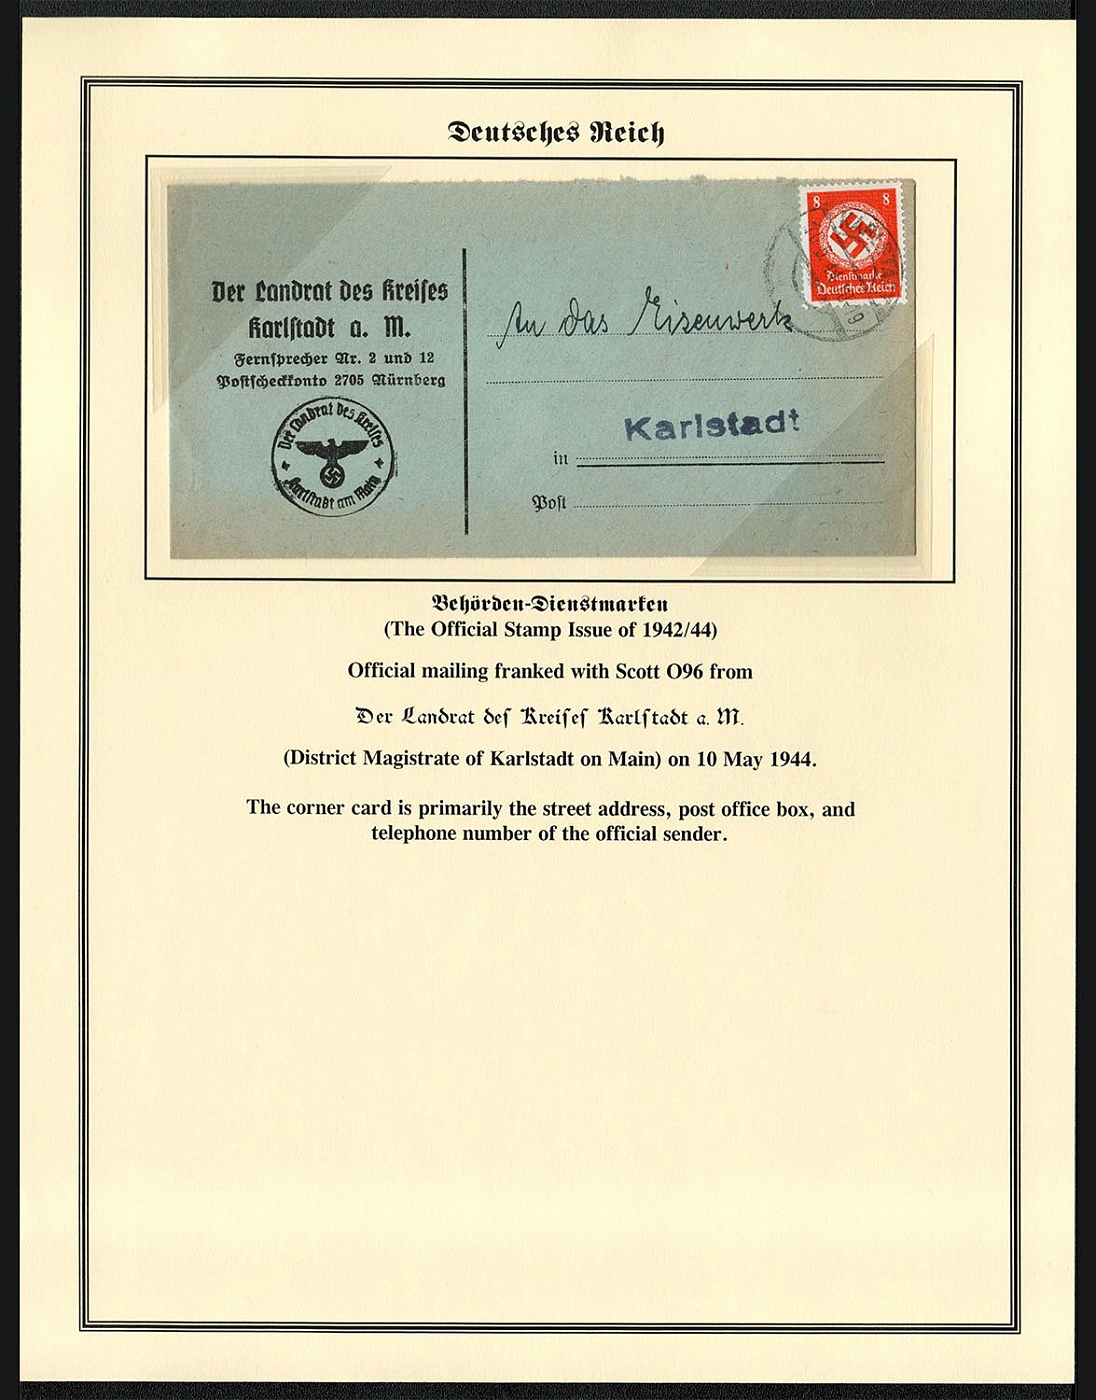 Deutsches Reich
8 8
Dienstmarke
Deutsches Reich
Der Landrat des Kreises
Karlstadt a. M.
Fernsprecher Nr. 2 und 12
Postscheckkonto 2705 Nürnberg
Der Landrat des Kreises
Karlstadt am Main
An das Eisenwerk
Karlstadt
in
Post
Behörden-Dienstmarken
(The Official Stamp Issue of 1942/44)
Official mailing franked with Scott O96 from
Der Landrat des Kreises Karlstadt a. M.
(District Magistrate of Karlstadt on Main) on 10 May 1944.
The corner card is primarily the street address, post office box, and
telephone number of the official sender.